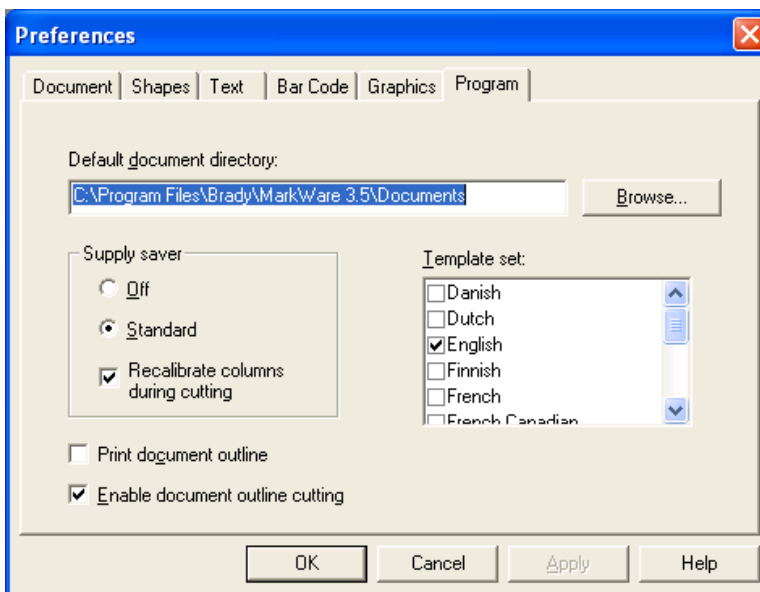 Preferences
Document Shapes Text Bar Code Graphics Program
Default document directory:
C:\Program Files\Brady\MarkWare 3.5\Documents
Browse...
Supply saver
Off
Standard
Recalibrate columns
during cutting
Template set:
Danish
Dutch
English
Finnish
French
French Canadian
Print document outline
Enable document outline cutting
OK Cancel Apply Help